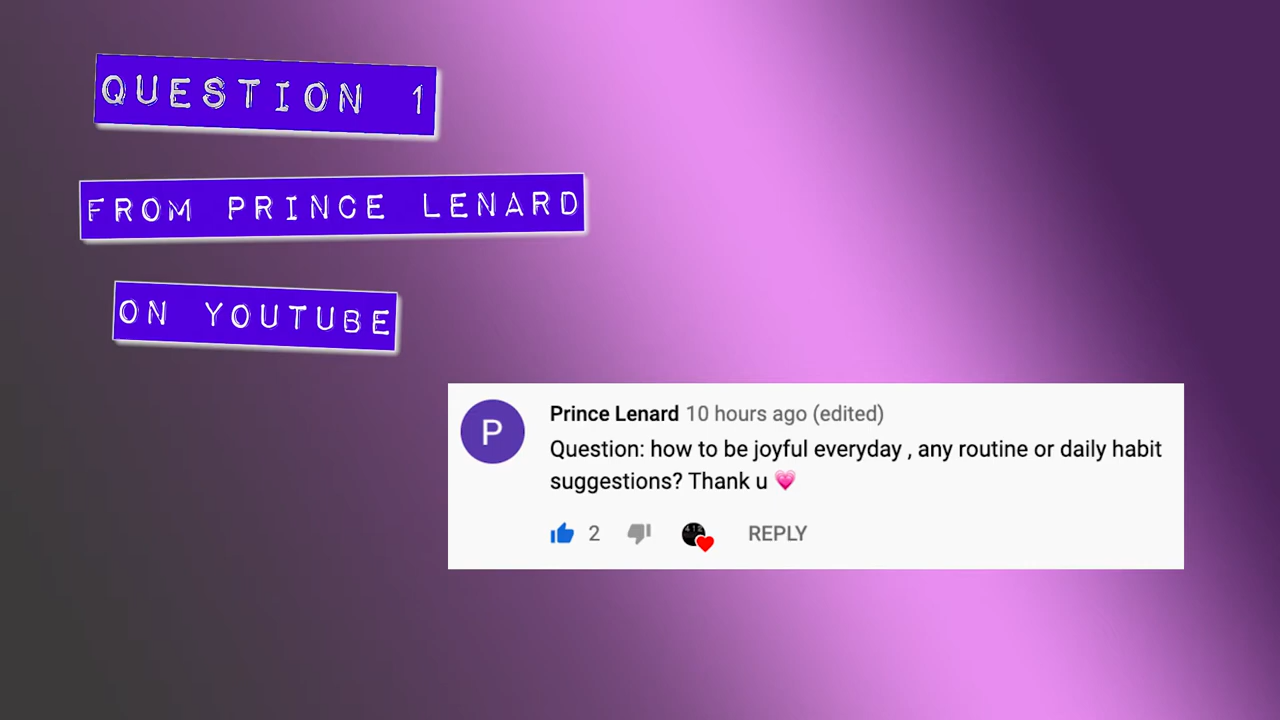 QUESTION 1
FROM PRINCE LENARD
ON YOUTUBE
P
Prince Lenard 10 hours ago (edited)
Question: how to be joyful everyday , any routine or daily habit
suggestions? Thank u 💗
2 REPLY